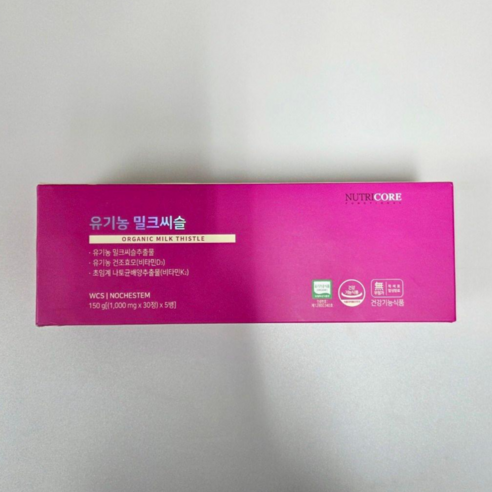 유기농 밀크씨슬
ORGANIC MILK THISTLE
NUTRICORE
· 유기농 밀크씨슬추출물
· 유기농 건조효모(비타민D₃)
· 초임계 나토균배양추출물(비타민K₂)
WCS | NOCHESTEM
150 g[(1,000 mg x 30정) x 5병]
無
건강기능식품